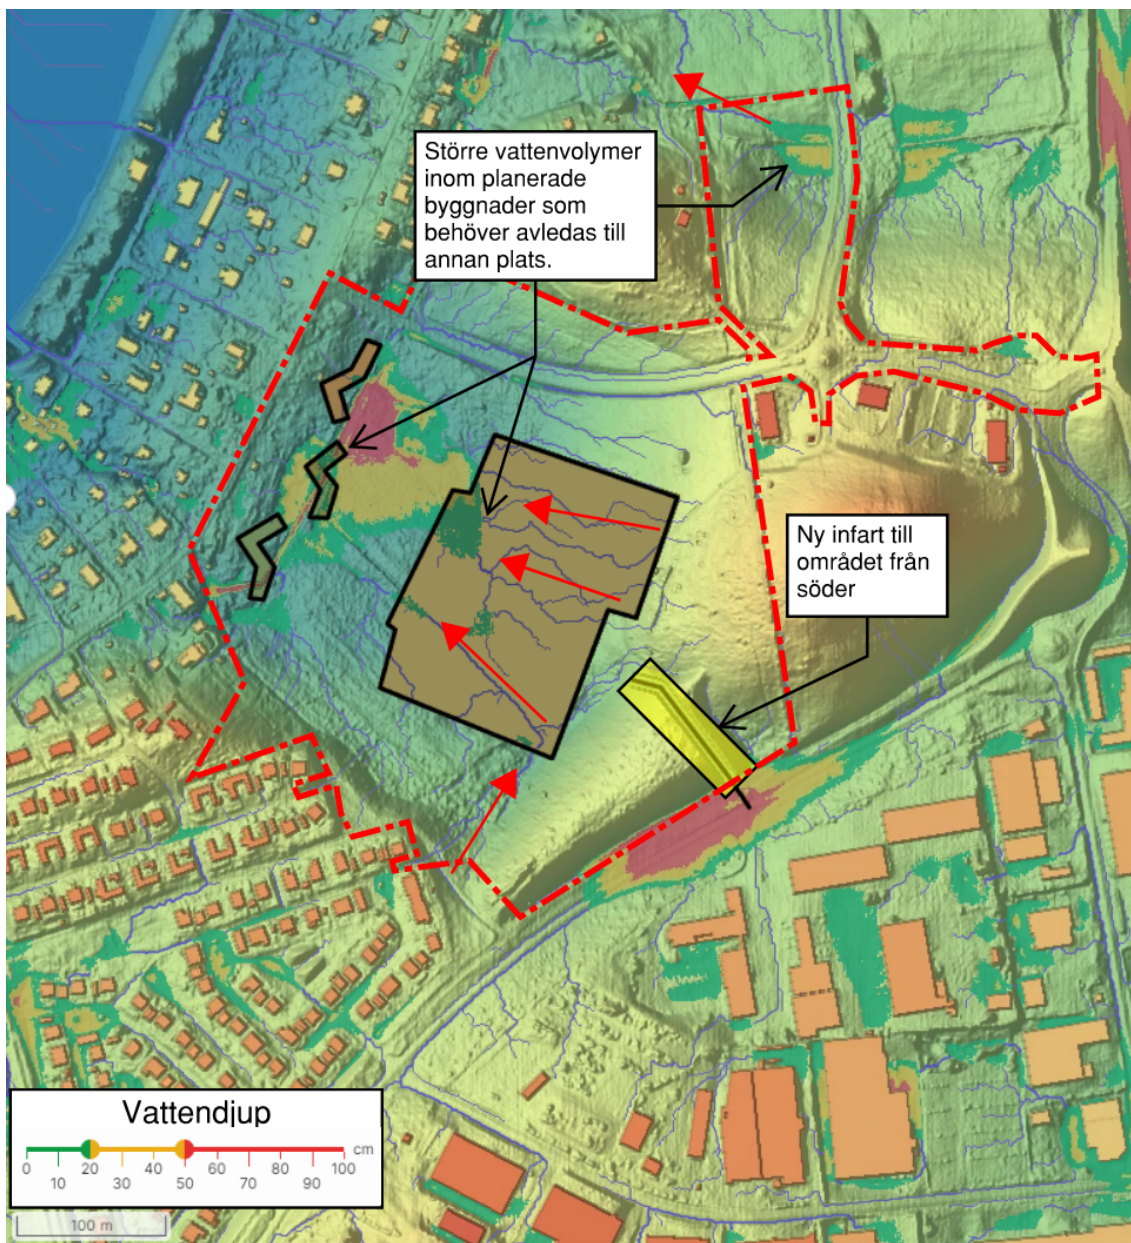 Större vattenvolymer
inom planerade
byggnader som
behöver avledas till
annan plats.
Ny infart till
området från
söder
Vattendjup
0 20 40 50 60 80 100 cm
10 30 50 70 90
100 m